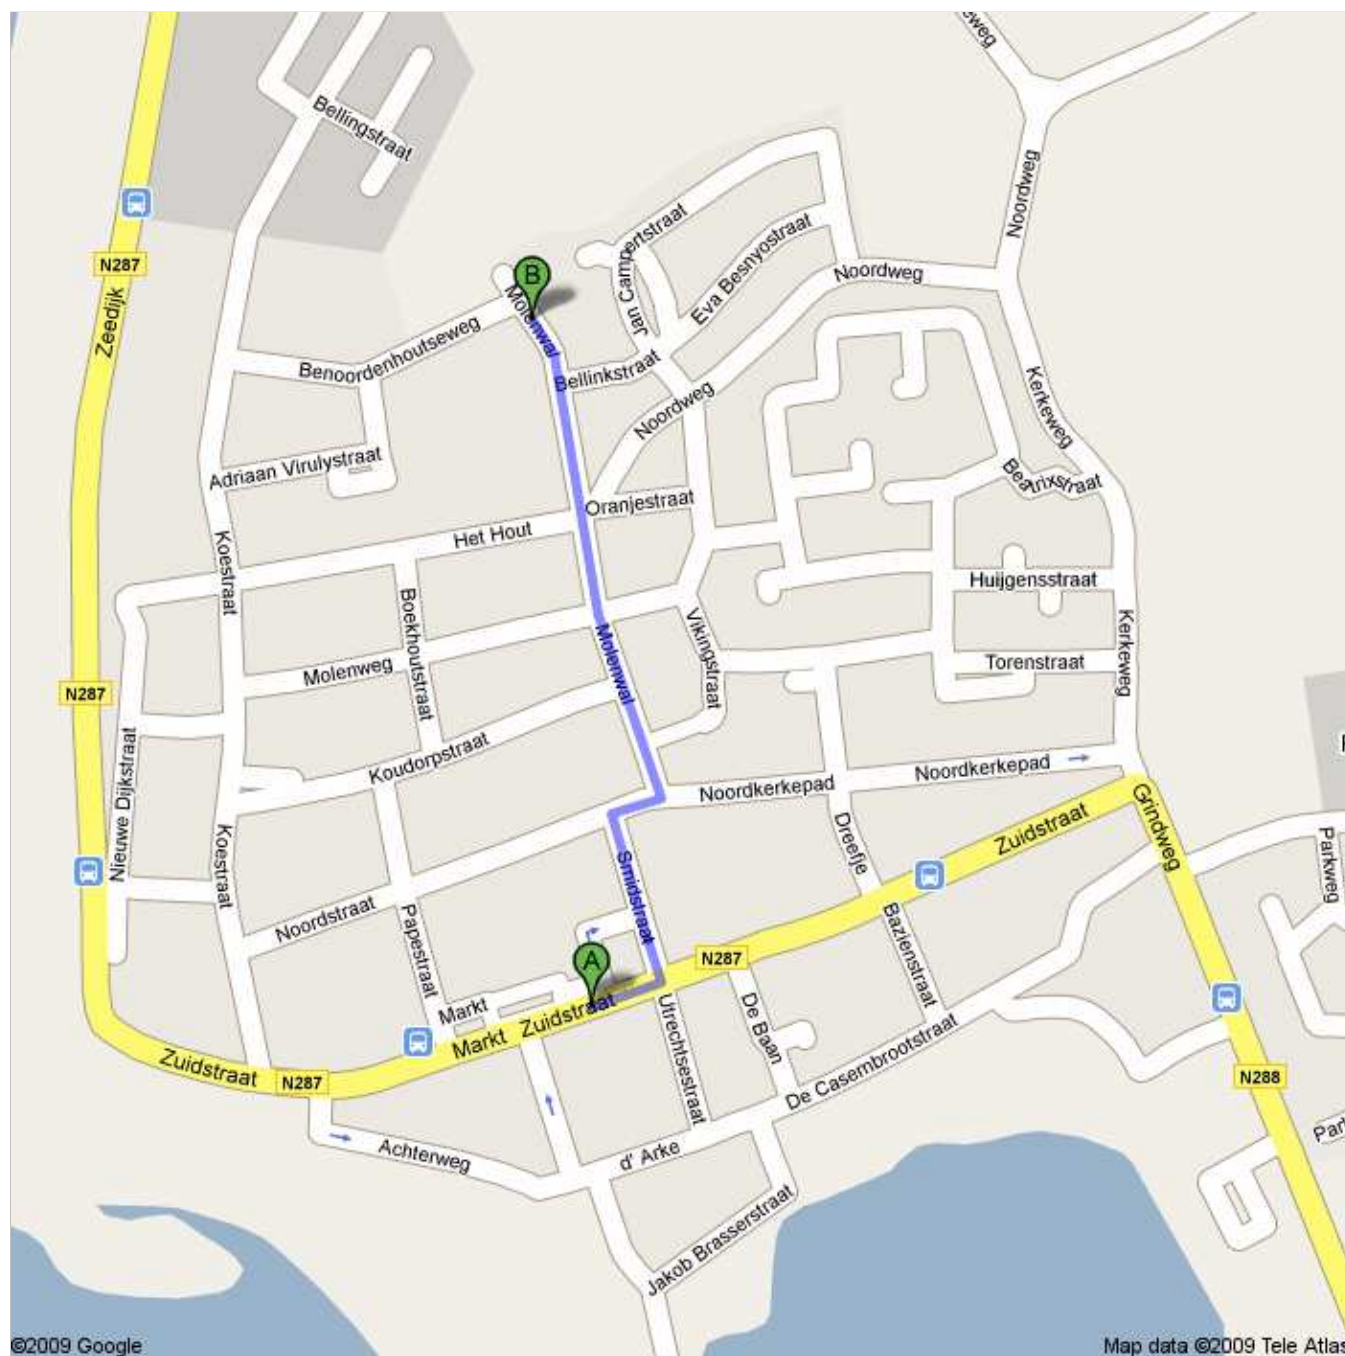 eweg
Bellingstraat
Noordweg
N287
Zeedijk
B
Molenwal
Jan Campertstraat
Eva Besnyostraat
Noordweg
Benoordenhoutseweg
Bellinkstraat
Noordweg
Kerkeweg
Adriaan Virulystraat
Beatrixstraat
Oranjestraat
Het Hout
Koestraat
Boekhoutstraat
Huijgensstraat
Vikingstraat
Molenwal
Kerkeweg
Molenweg
Torenstraat
N287
Koudorpstraat
Nieuwe Dijkstraat
Noordkerkepad
Noordkerkepad
Koestraat
Dreefje
Zuidstraat
Grindweg
Smidstraat
Parkweg
Noordstraat
Papestraat
Bazienstraat
A
N287
Markt
Zuidstraat
Markt
Utrechtsestraat
De Baan
Zuidstraat
N287
De Casembrootstraat
N288
Achterweg
d' Arke
Par
Jakob Brasserstraat
©2009 Google
Map data ©2009 Tele Atlas